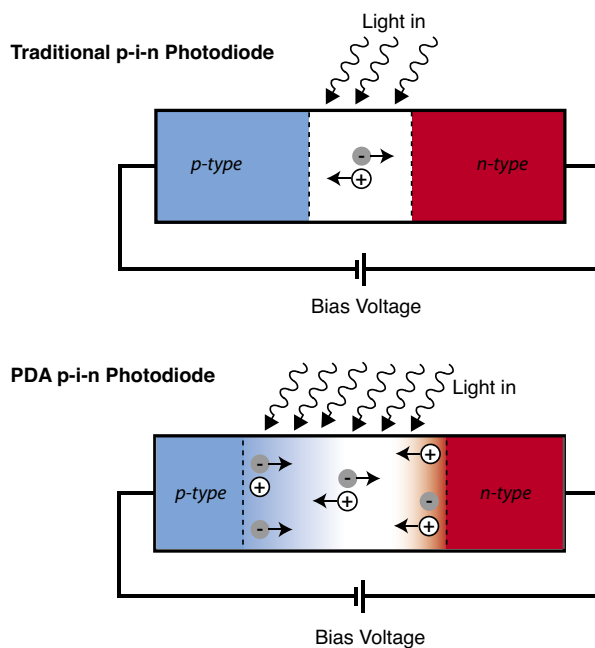 Light in
Traditional p-i-n Photodiode
p-type
-
n-type
+
Bias Voltage
PDA p-i-n Photodiode
Light in
+
-
-
p-type
+
+
-
n-type
-
+
Bias Voltage